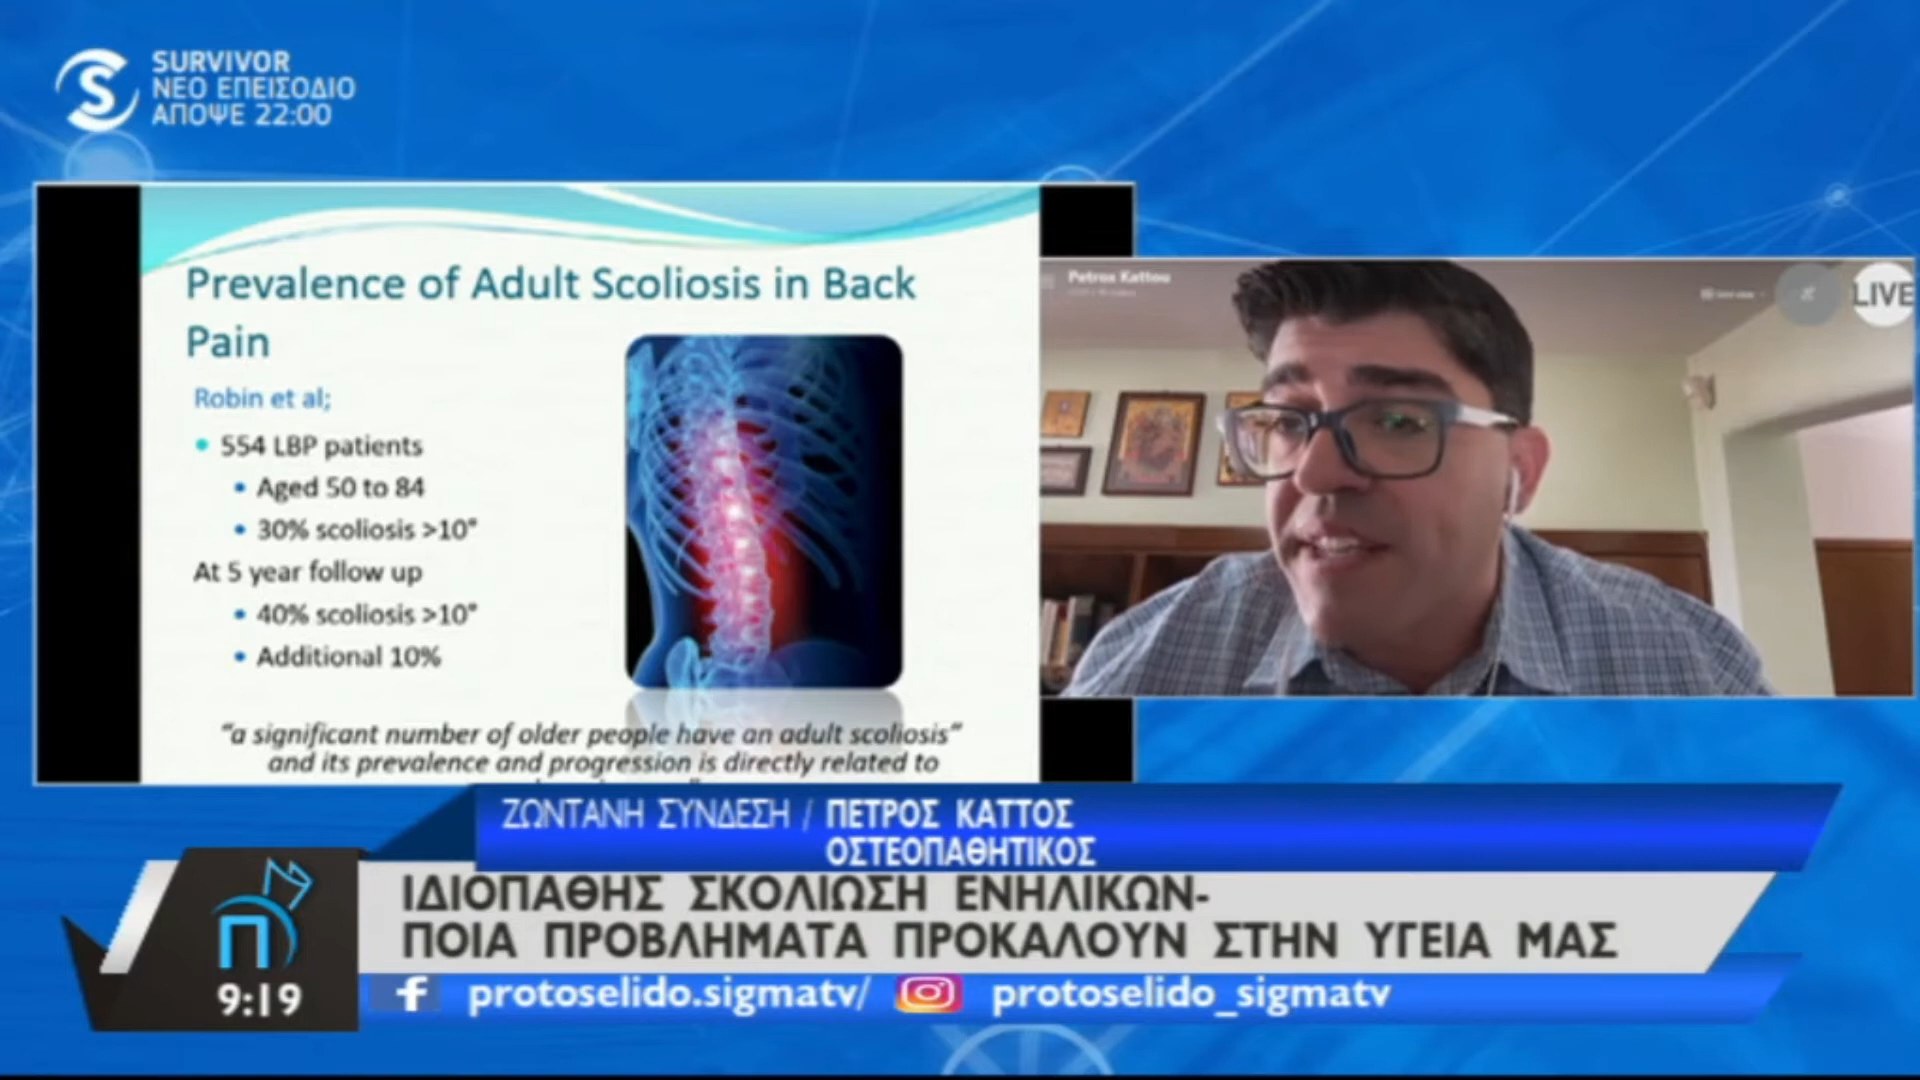 SURVIVOR
ΝΕΟ ΕΠΕΙΣΟΔΙΟ
ΑΠΟΨΕ 22:00
Prevalence of Adult Scoliosis in Back
Pain
Robin et al;
• 554 LBP patients
• Aged 50 to 84
• 30% scoliosis >10°
At 5 year follow up
• 40% scoliosis >10°
• Additional 10%
“a significant number of older people have an adult scoliosis”
and its prevalence and progression is directly related to
Petros Kattou
LIVE
ΖΩΝΤΑΝΗ ΣΥΝΔΕΣΗ / ΠΕΤΡΟΣ ΚΑΤΤΟΣ
ΟΣΤΕΟΠΑΘΗΤΙΚΟΣ
ΙΔΙΟΠΑΘΗΣ ΣΚΟΛΙΩΣΗ ΕΝΗΛΙΚΩΝ-
ΠΟΙΑ ΠΡΟΒΛΗΜΑΤΑ ΠΡΟΚΑΛΟΥΝ ΣΤΗΝ ΥΓΕΙΑ ΜΑΣ
9:19
protoselido.sigmatv/ protoselido_sigmatv